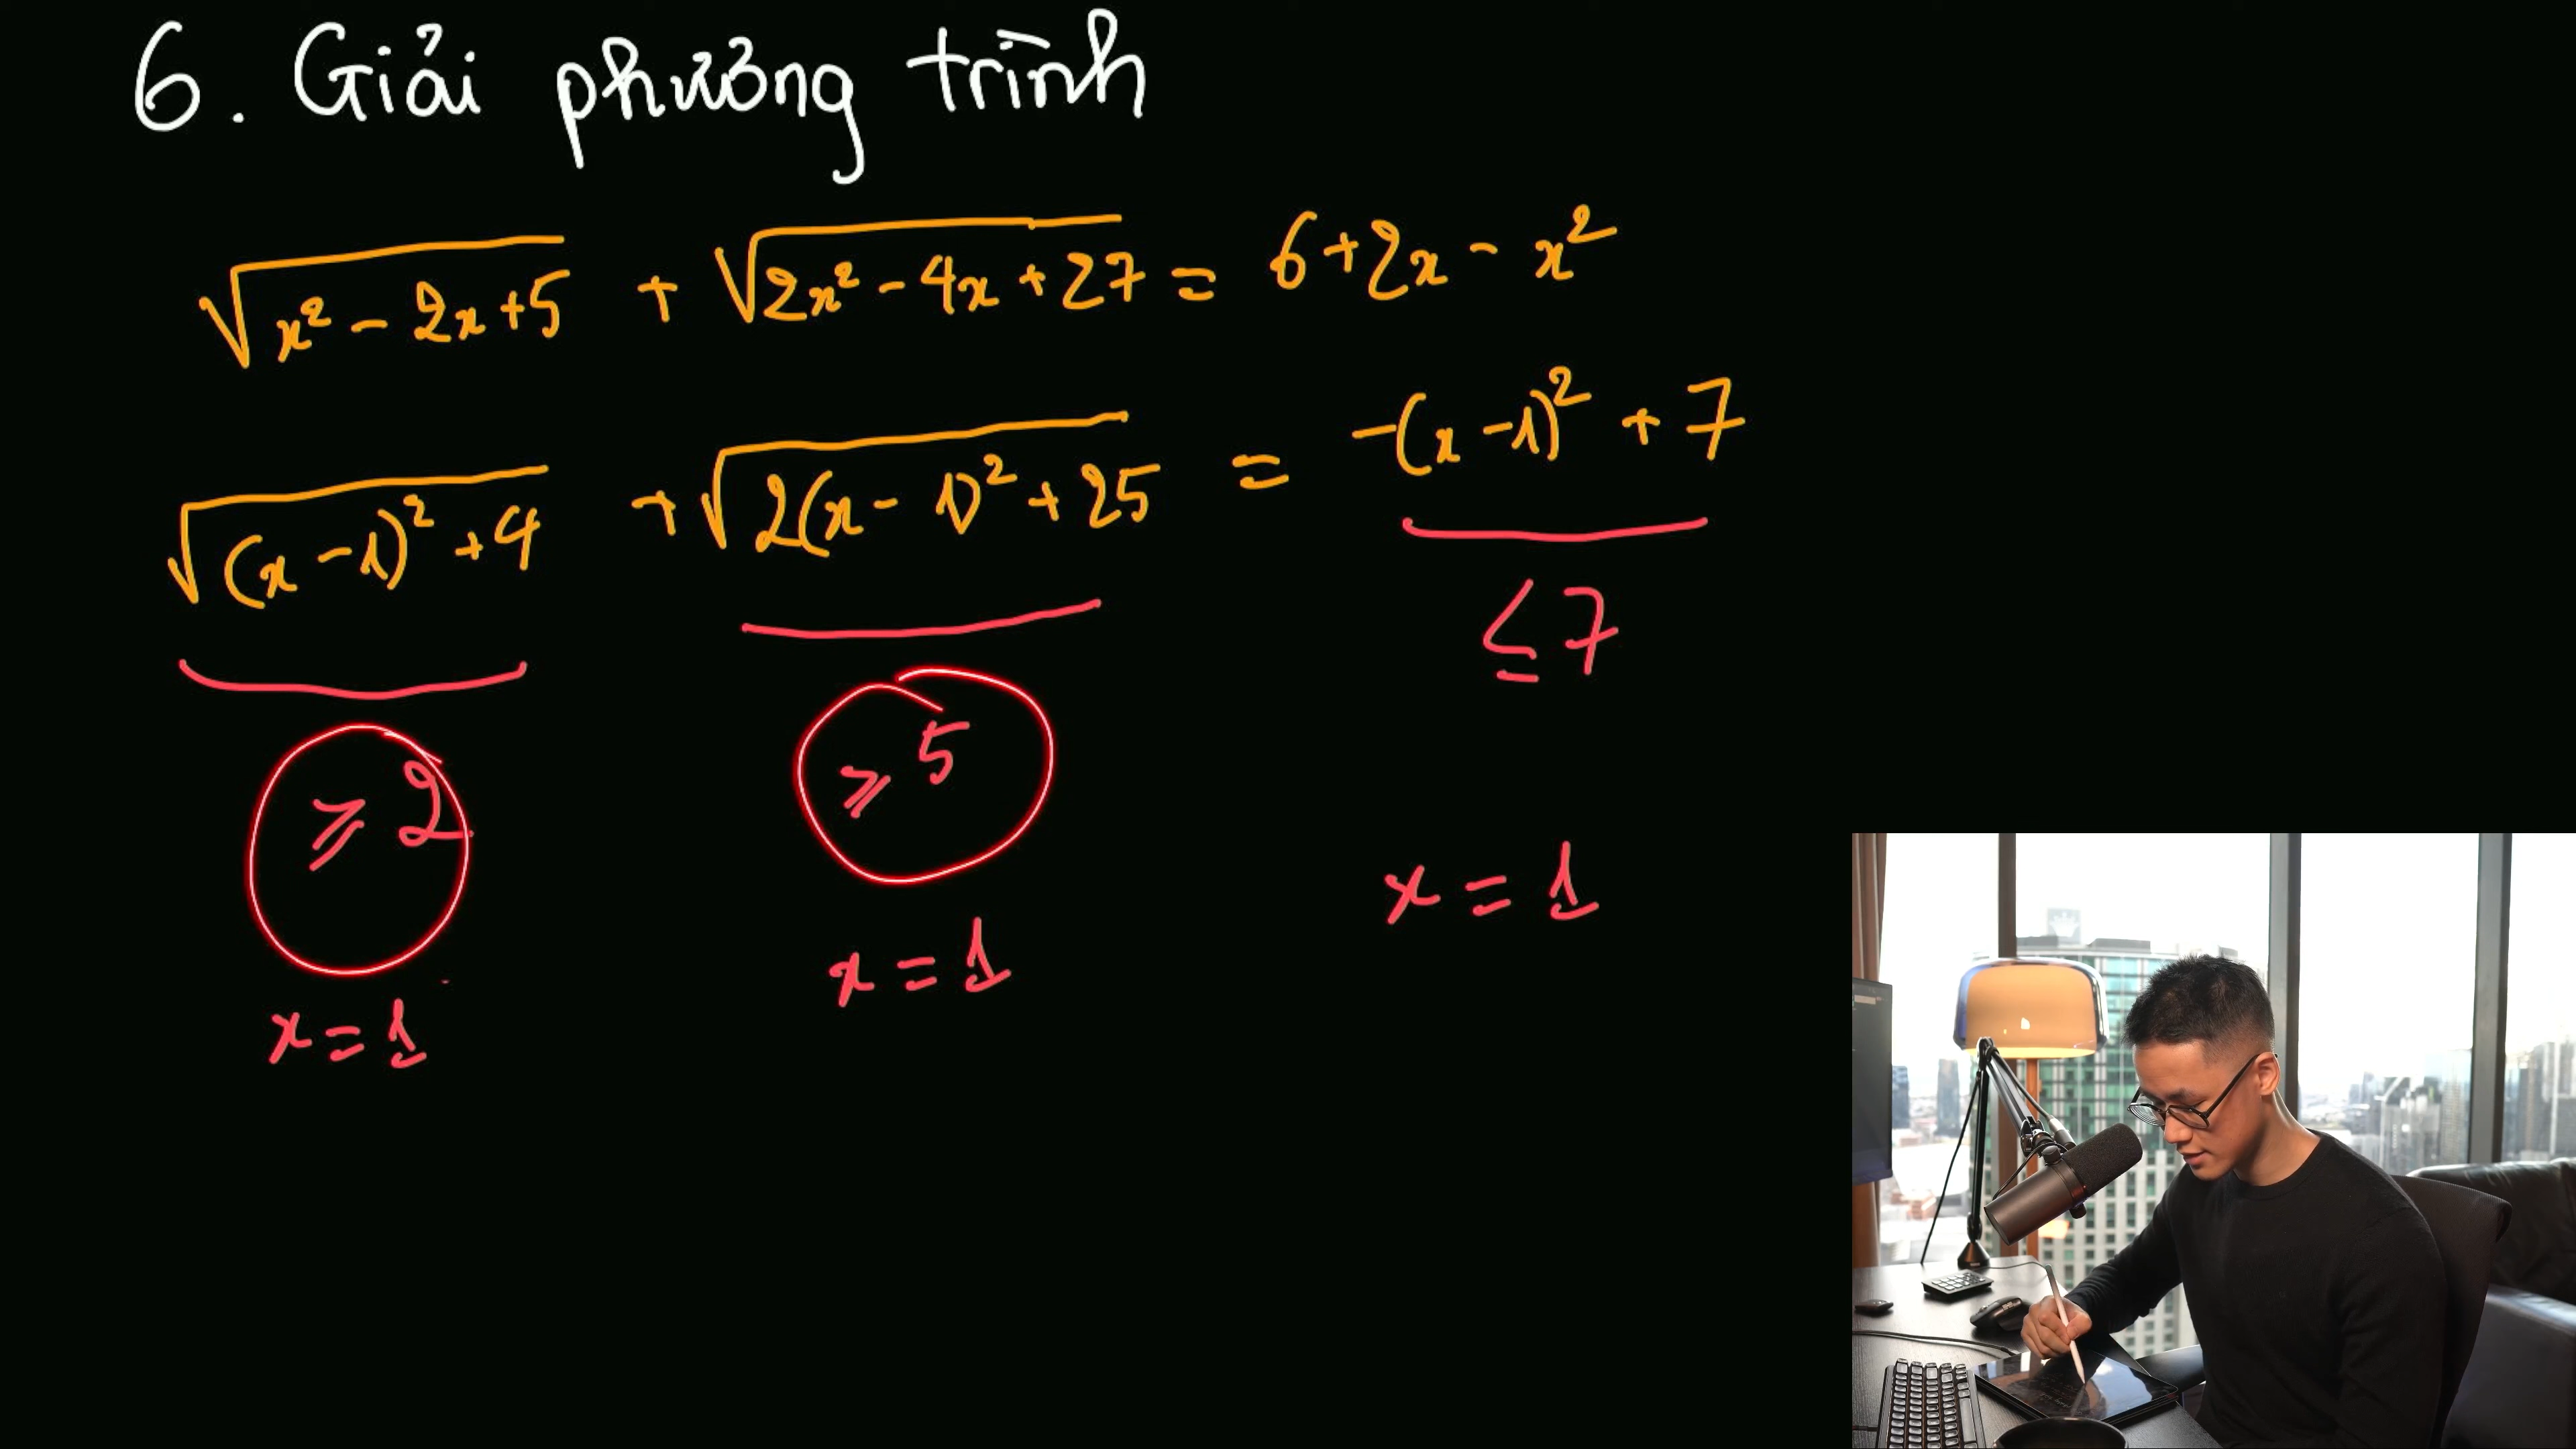 6. Giải phương trình
√(x² - 2x + 5) + √(2x² - 4x + 27) = 6 + 2x - x²
√((x - 1)² + 4) + √(2(x - 1)² + 25) = -(x - 1)² + 7
≥ 2 ≥ 5 ≤ 7
x = 1 x = 1 x = 1